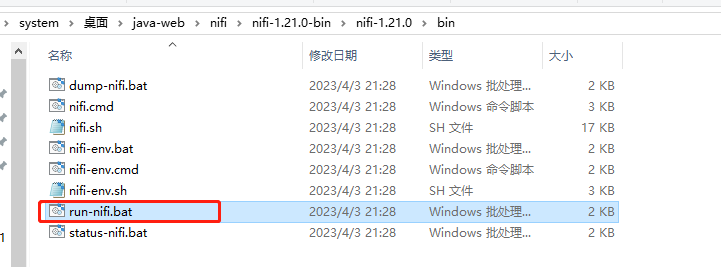 system > 桌面 > java-web > nifi > nifi-1.21.0-bin > nifi-1.21.0 > bin
名称 修改日期 类型 大小
dump-nifi.bat 2023/4/3 21:28 Windows 批处理... 2 KB
nifi.cmd 2023/4/3 21:28 Windows 命令脚本 3 KB
nifi.sh 2023/4/3 21:28 SH 文件 17 KB
nifi-env.bat 2023/4/3 21:28 Windows 批处理... 2 KB
nifi-env.cmd 2023/4/3 21:28 Windows 命令脚本 2 KB
nifi-env.sh 2023/4/3 21:28 SH 文件 3 KB
run-nifi.bat 2023/4/3 21:28 Windows 批处理... 2 KB
status-nifi.bat 2023/4/3 21:28 Windows 批处理... 2 KB